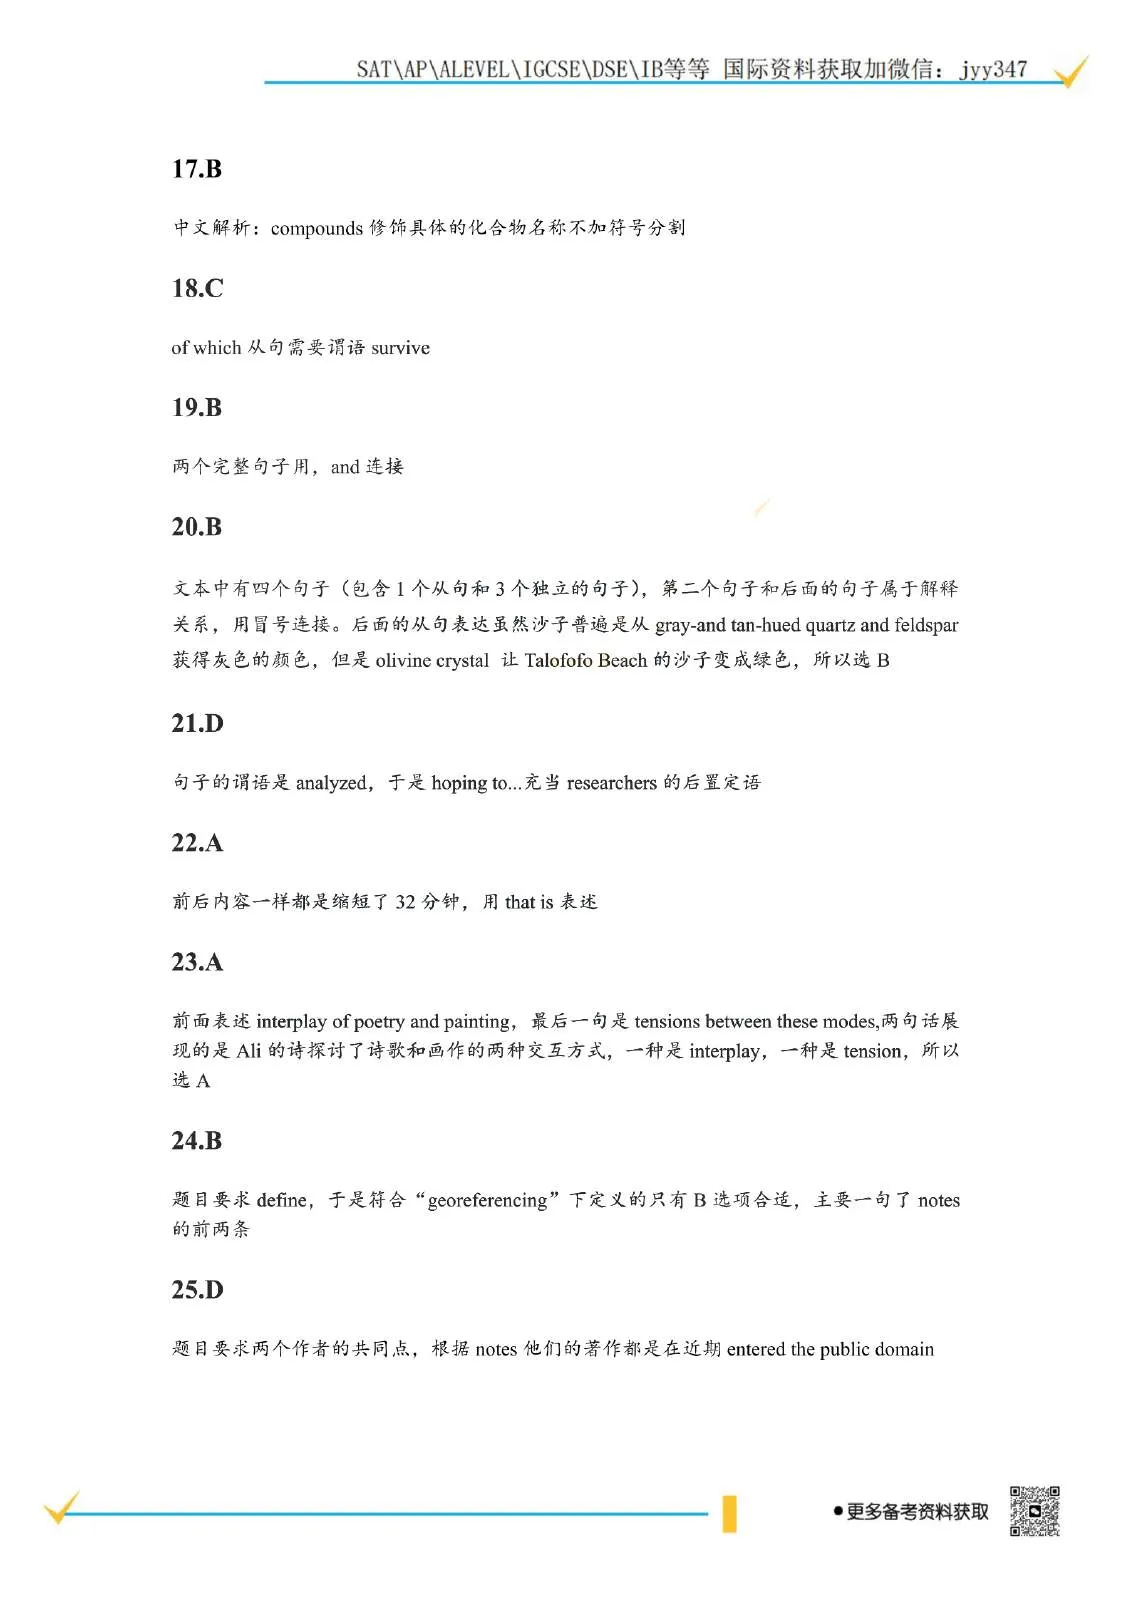 SAT\AP\ALEVEL\IGCSE\DSE\IB等等 国际资料获取加微信：jyy347
17.B
中文解析：compounds 修饰具体的化合物名称不加符号分割
18.C
of which 从句需要谓语 survive
19.B
两个完整句子用，and 连接
20.B
文本中有四个句子（包含 1 个从句和 3 个独立的句子），第二个句子和后面的句子属于解释
关系，用冒号连接。后面的从句表达虽然沙子普遍是从 gray-and tan-hued quartz and feldspar
获得灰色的颜色，但是 olivine crystal 让 Talofofo Beach 的沙子变成绿色，所以选 B
21.D
句子的谓语是 analyzed，于是 hoping to...充当 researchers 的后置定语
22.A
前后内容一样都是缩短了 32 分钟，用 that is 表述
23.A
前面表述 interplay of poetry and painting，最后一句是 tensions between these modes,两句话展
现的是 Ali 的诗探讨了诗歌和画作的两种交互方式，一种是 interplay，一种是 tension，所以
选 A
24.B
题目要求 define，于是符合“georeferencing”下定义的只有 B 选项合适，主要一句了 notes
的前两条
25.D
题目要求两个作者的共同点，根据 notes 他们的著作都是在近期 entered the public domain
●更多备考资料获取